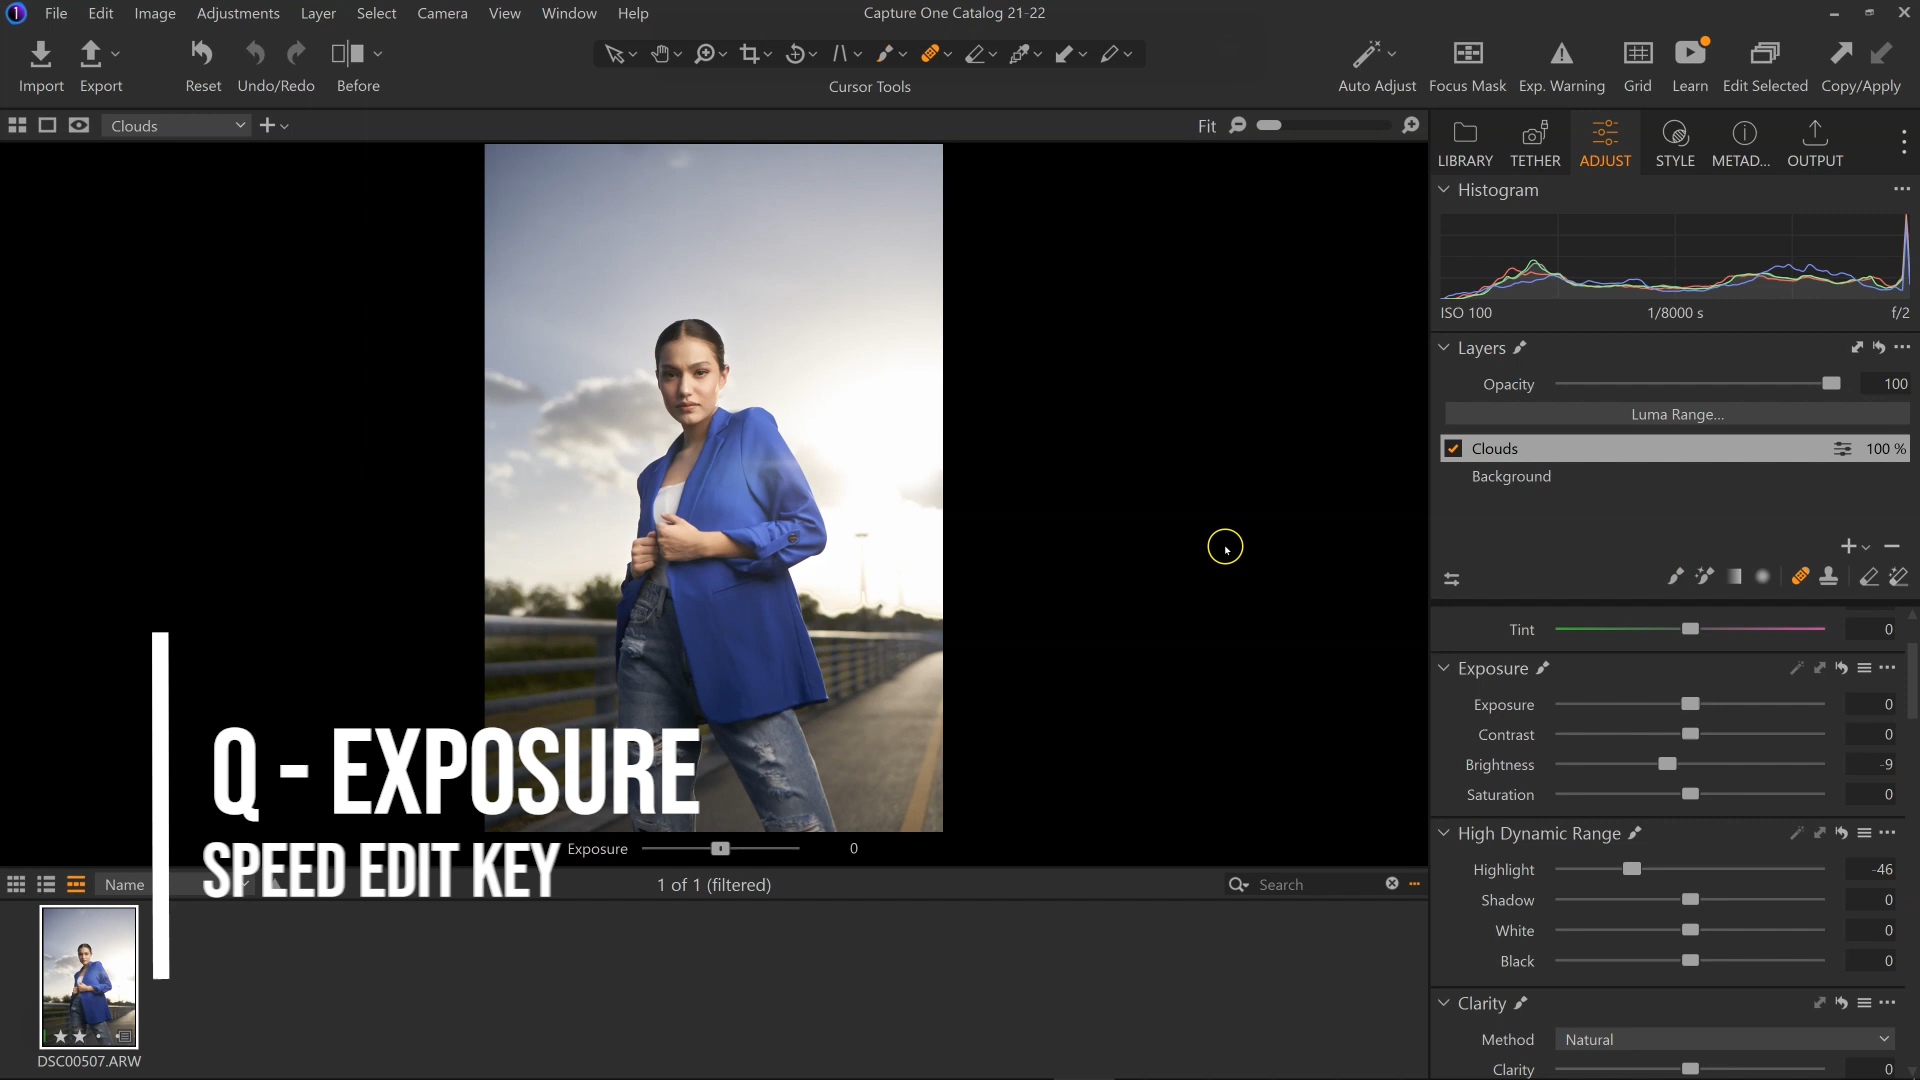 File Edit Image Adjustments Layer Select Camera View Window Help
Capture One Catalog 21-22
Import Export Reset Undo/Redo Before
Cursor Tools
Auto Adjust Focus Mask Exp. Warning Grid Learn Edit Selected Copy/Apply
Clouds
Fit
LIBRARY TETHER ADJUST STYLE METAD... OUTPUT
Histogram
ISO 100 1/8000 s f/2
Layers
Opacity 100
Luma Range...
Clouds 100 %
Background
Tint 0
Exposure
Exposure 0
Contrast 0
Brightness -9
Saturation 0
High Dynamic Range
Highlight -46
Shadow 0
White 0
Black 0
Clarity
Method Natural
Clarity 0
Q - EXPOSURE
SPEED EDIT KEY
Exposure 0
Name
1 of 1 (filtered)
Search
DSC00507.ARW